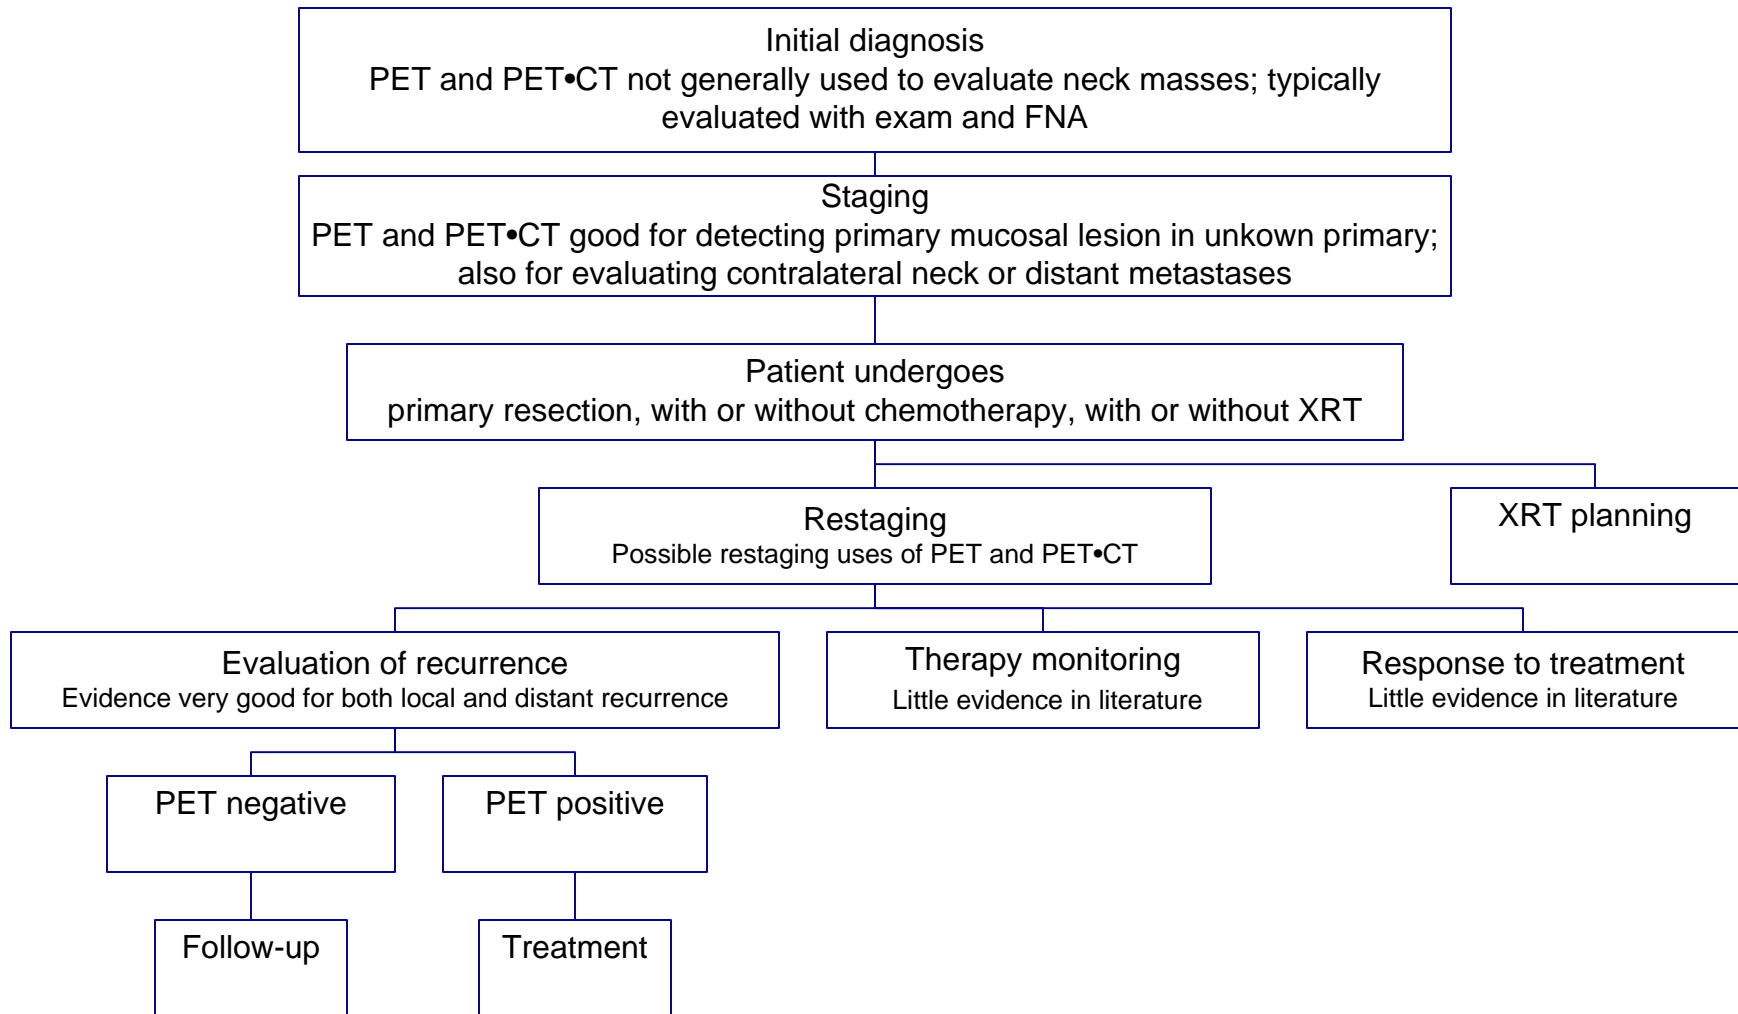 Initial diagnosis
PET and PET•CT not generally used to evaluate neck masses; typically
evaluated with exam and FNA
Staging
PET and PET•CT good for detecting primary mucosal lesion in unkown primary;
also for evaluating contralateral neck or distant metastases
Patient undergoes
primary resection, with or without chemotherapy, with or without XRT
Restaging
Possible restaging uses of PET and PET•CT
XRT planning
Evaluation of recurrence
Evidence very good for both local and distant recurrence
Therapy monitoring
Little evidence in literature
Response to treatment
Little evidence in literature
PET negative
PET positive
Follow-up
Treatment